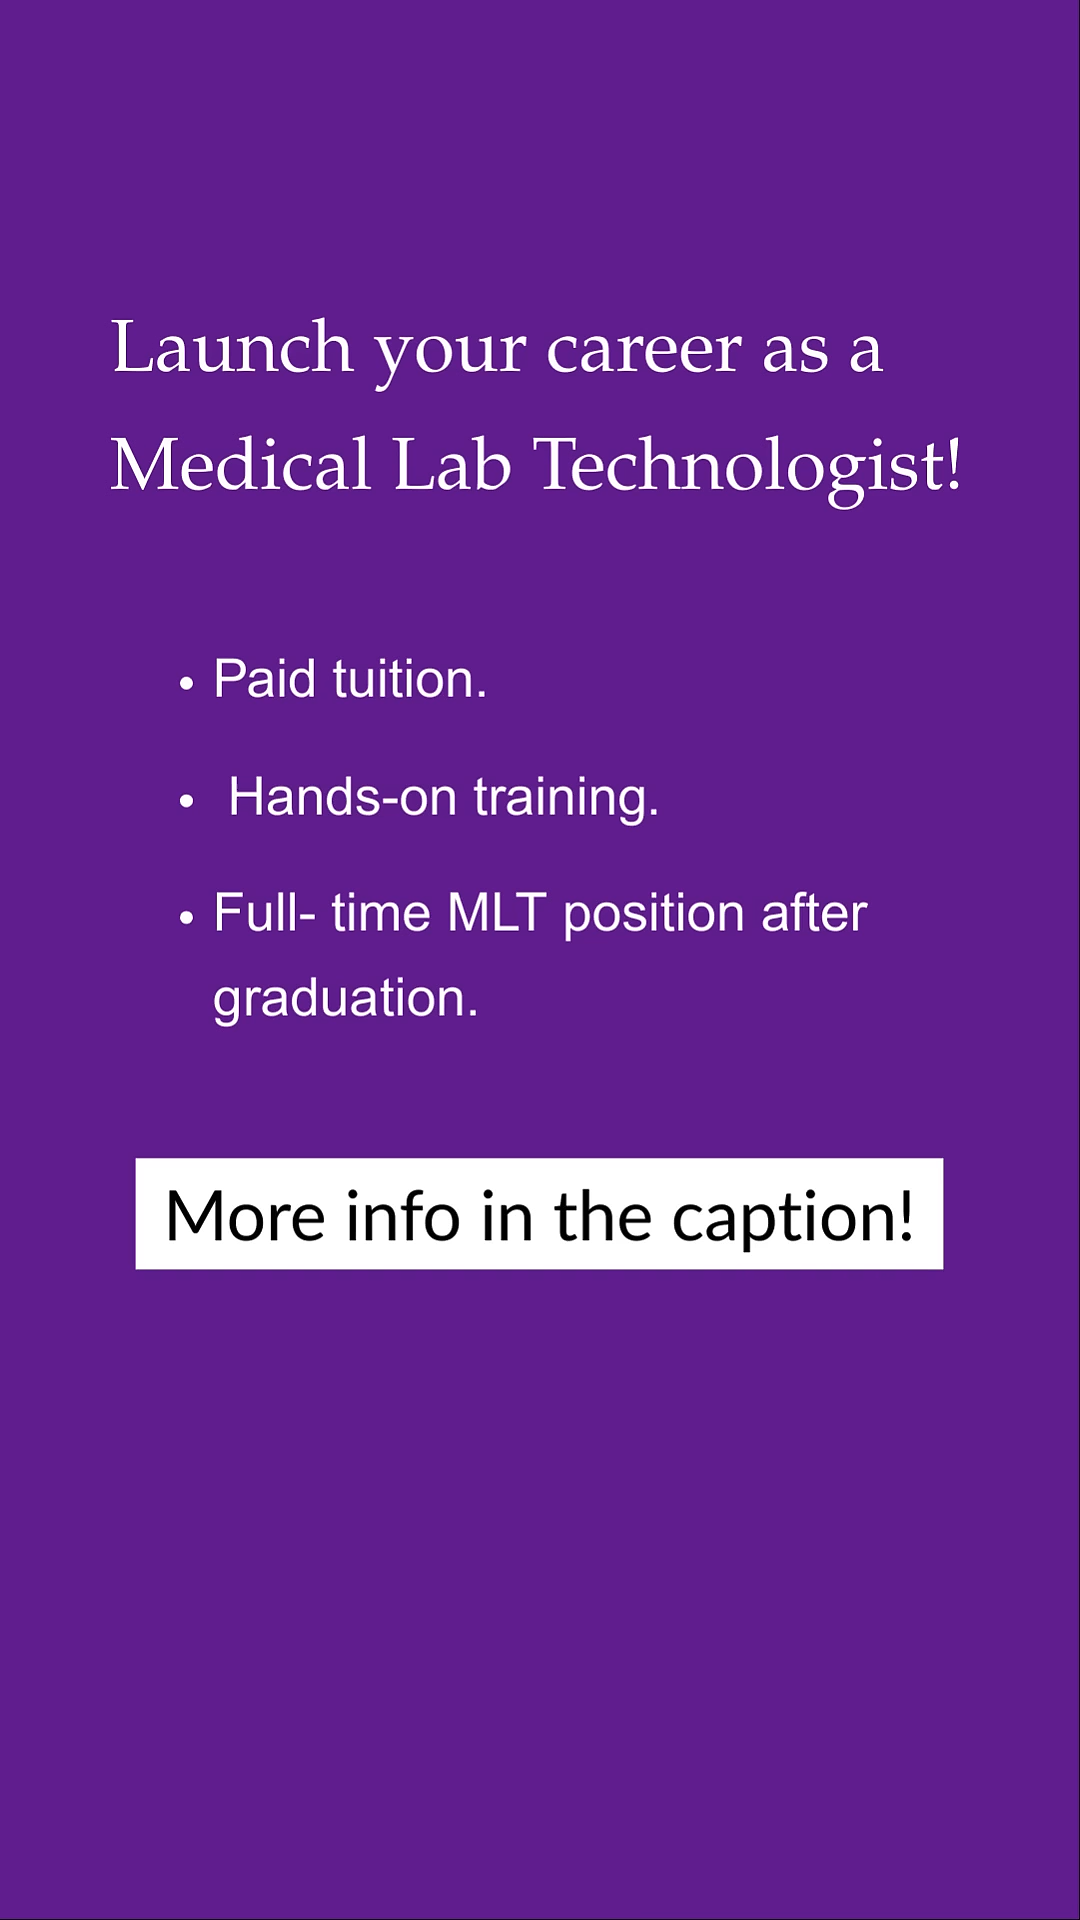 Launch your career as a
Medical Lab Technologist!
• Paid tuition.
• Hands-on training.
• Full- time MLT position after
graduation.
More info in the caption!